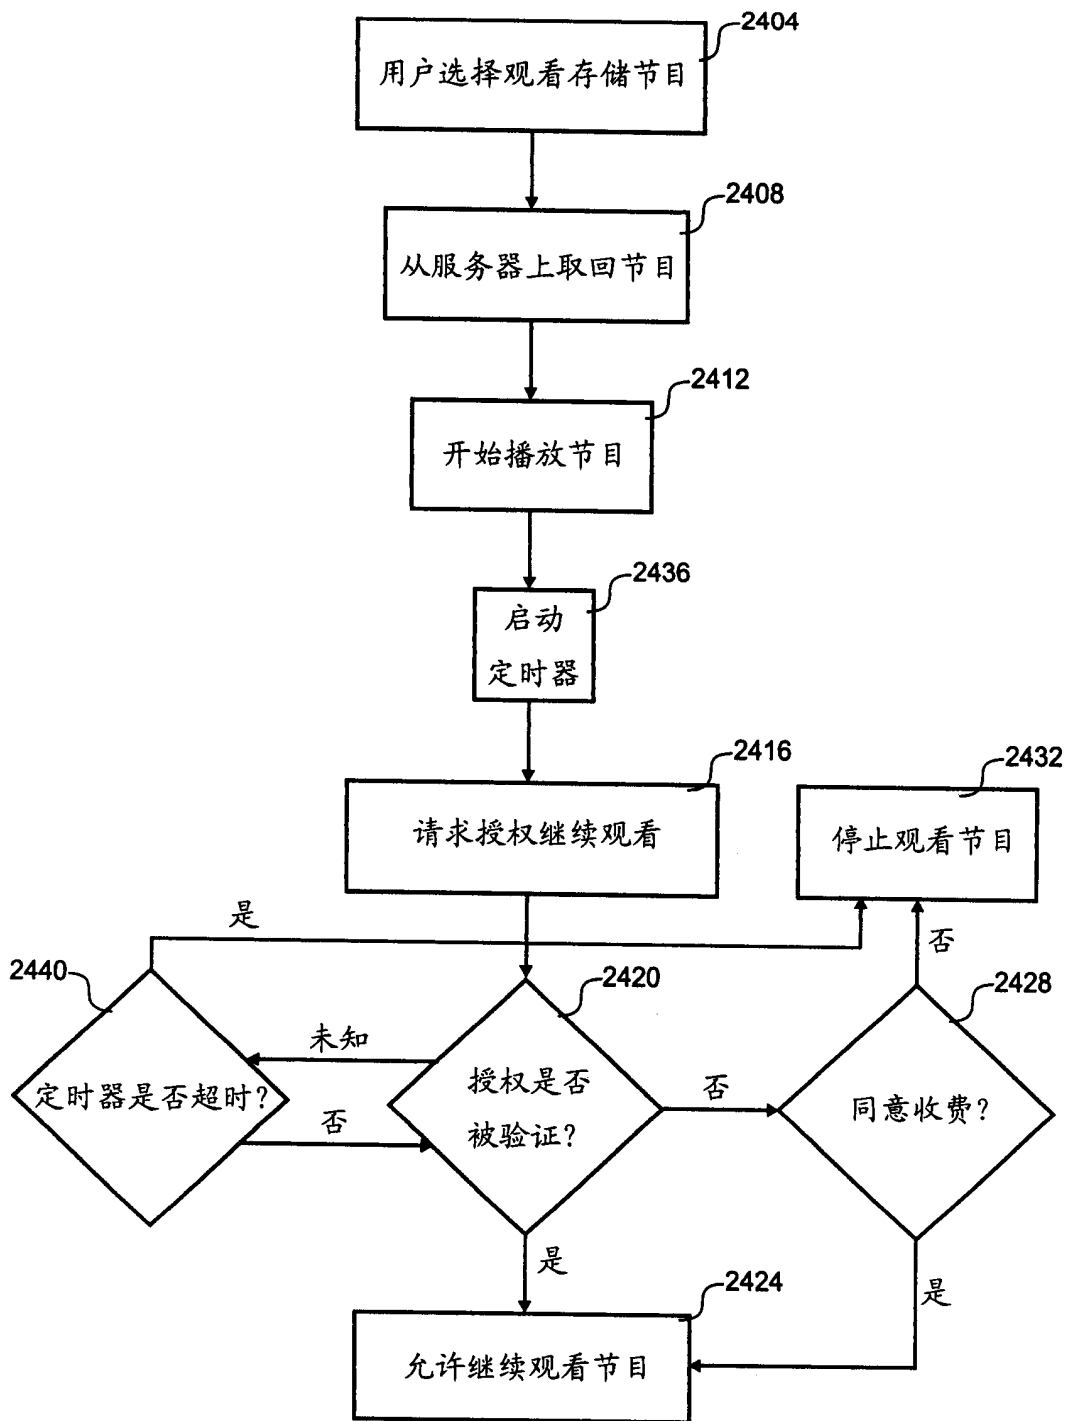 2404
用户选择观看存储节目
2408
从服务器上取回节目
2412
开始播放节目
2436
启动
定时器
2416
请求授权继续观看
2432
停止观看节目
是
否
2440
2420
2428
未知
定时器是否超时?
授权是否
被验证?
否
否
同意收费?
是
是
2424
允许继续观看节目